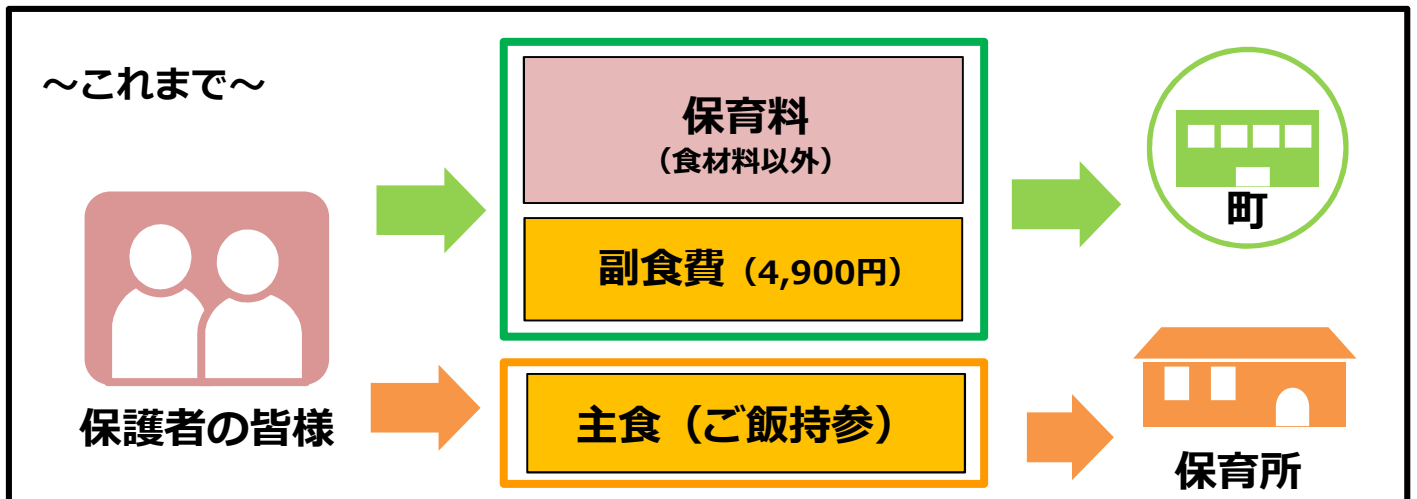 ～これまで～
保育料
（食材料以外）
副食費（4,900円）
町
主食（ご飯持参）
保護者の皆様
保育所